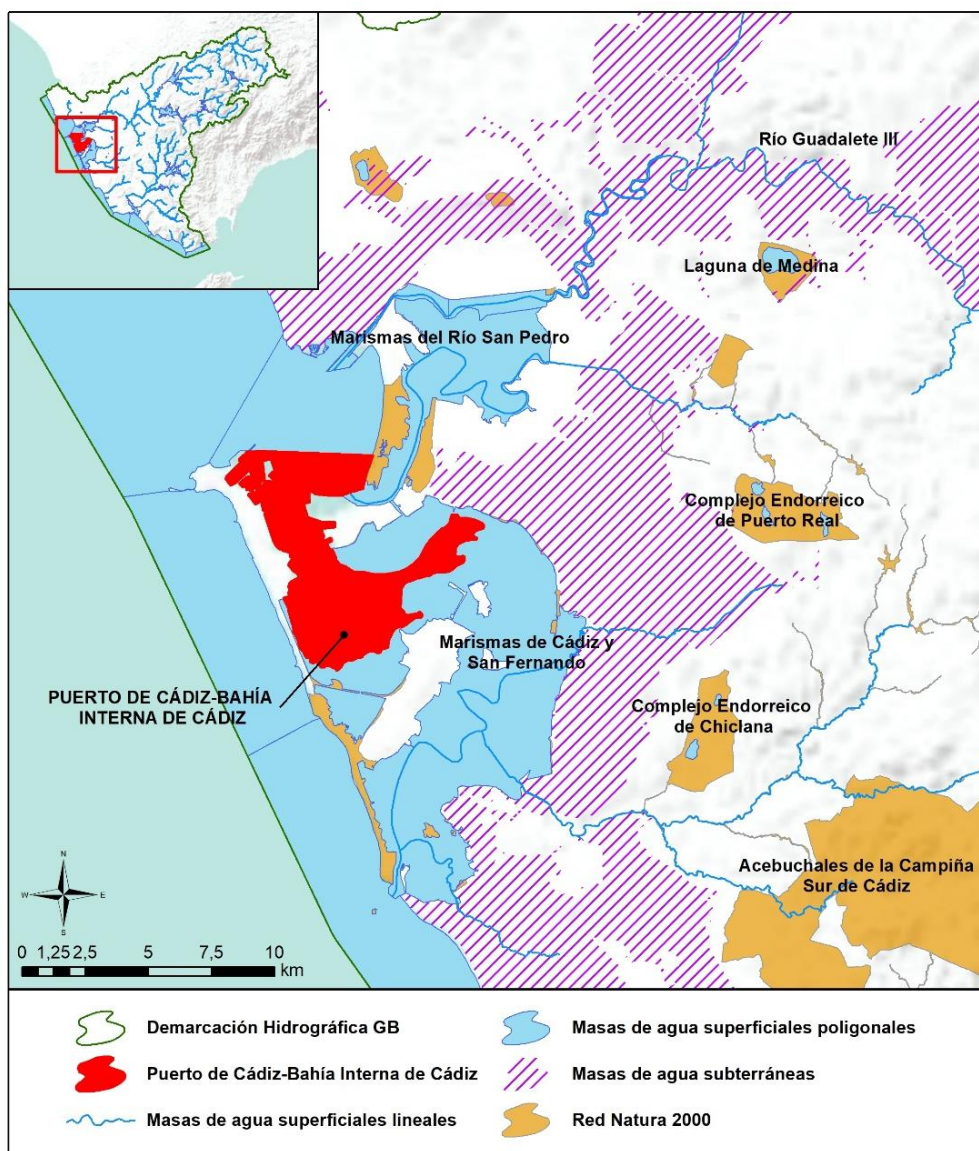 Río Guadalete III
Laguna de Medina
Marismas del Río San Pedro
Complejo Endorreico
de Puerto Real
Marismas de Cádiz y
San Fernando
PUERTO DE CÁDIZ-BAHÍA
INTERNA DE CÁDIZ
Complejo Endorreico
de Chiclana
Acebuchales de la Campiña
Sur de Cádiz
N
W E
S
0 1,25 2,5 5 7,5 10
km
Demarcación Hidrográfica GB
Masas de agua superficiales poligonales
Puerto de Cádiz-Bahía Interna de Cádiz
Masas de agua subterráneas
Masas de agua superficiales lineales
Red Natura 2000